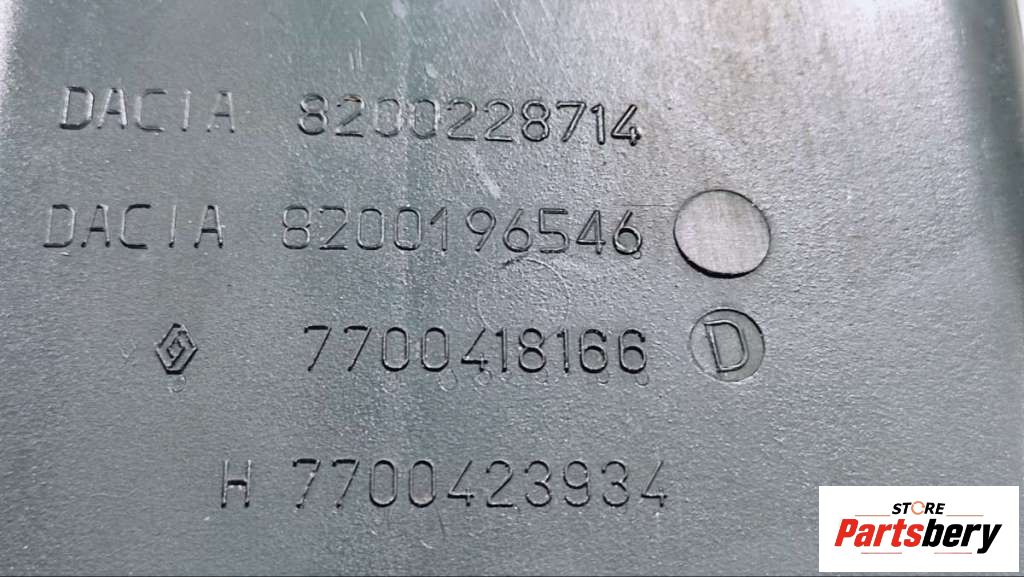 DACIA 8200228714
DACIA 8200196546
7700418166 D
H 7700423934
STORE
Partsbery